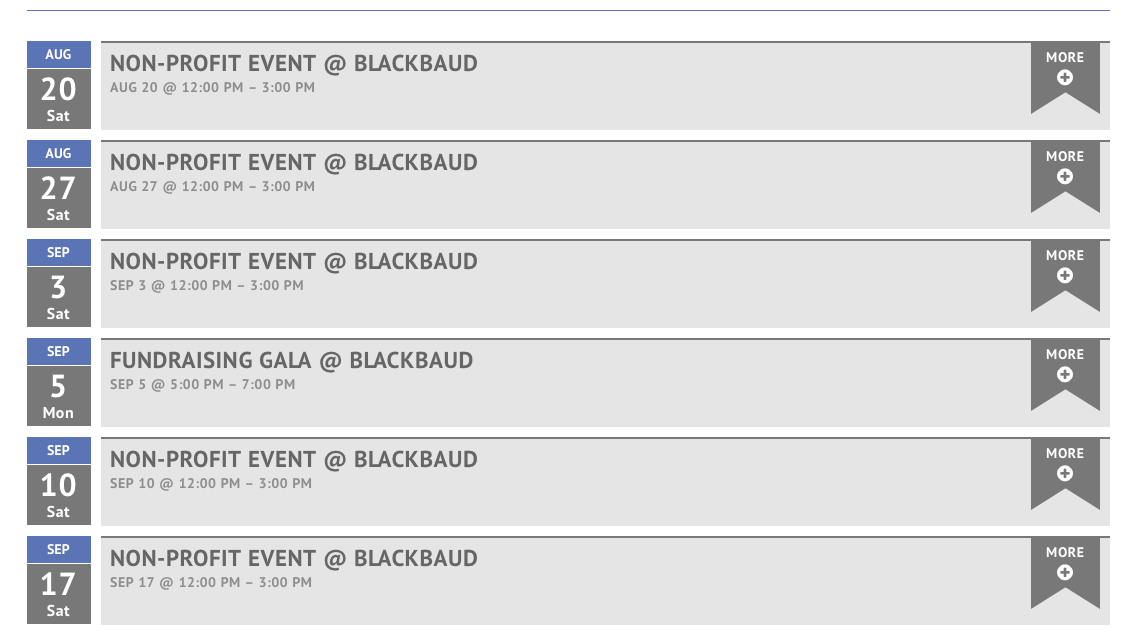 AUG
20
Sat
NON-PROFIT EVENT @ BLACKBAUD
AUG 20 @ 12:00 PM – 3:00 PM
MORE
AUG
27
Sat
NON-PROFIT EVENT @ BLACKBAUD
AUG 27 @ 12:00 PM – 3:00 PM
MORE
SEP
3
Sat
NON-PROFIT EVENT @ BLACKBAUD
SEP 3 @ 12:00 PM – 3:00 PM
MORE
SEP
5
Mon
FUNDRAISING GALA @ BLACKBAUD
SEP 5 @ 5:00 PM – 7:00 PM
MORE
SEP
10
Sat
NON-PROFIT EVENT @ BLACKBAUD
SEP 10 @ 12:00 PM – 3:00 PM
MORE
SEP
17
Sat
NON-PROFIT EVENT @ BLACKBAUD
SEP 17 @ 12:00 PM – 3:00 PM
MORE